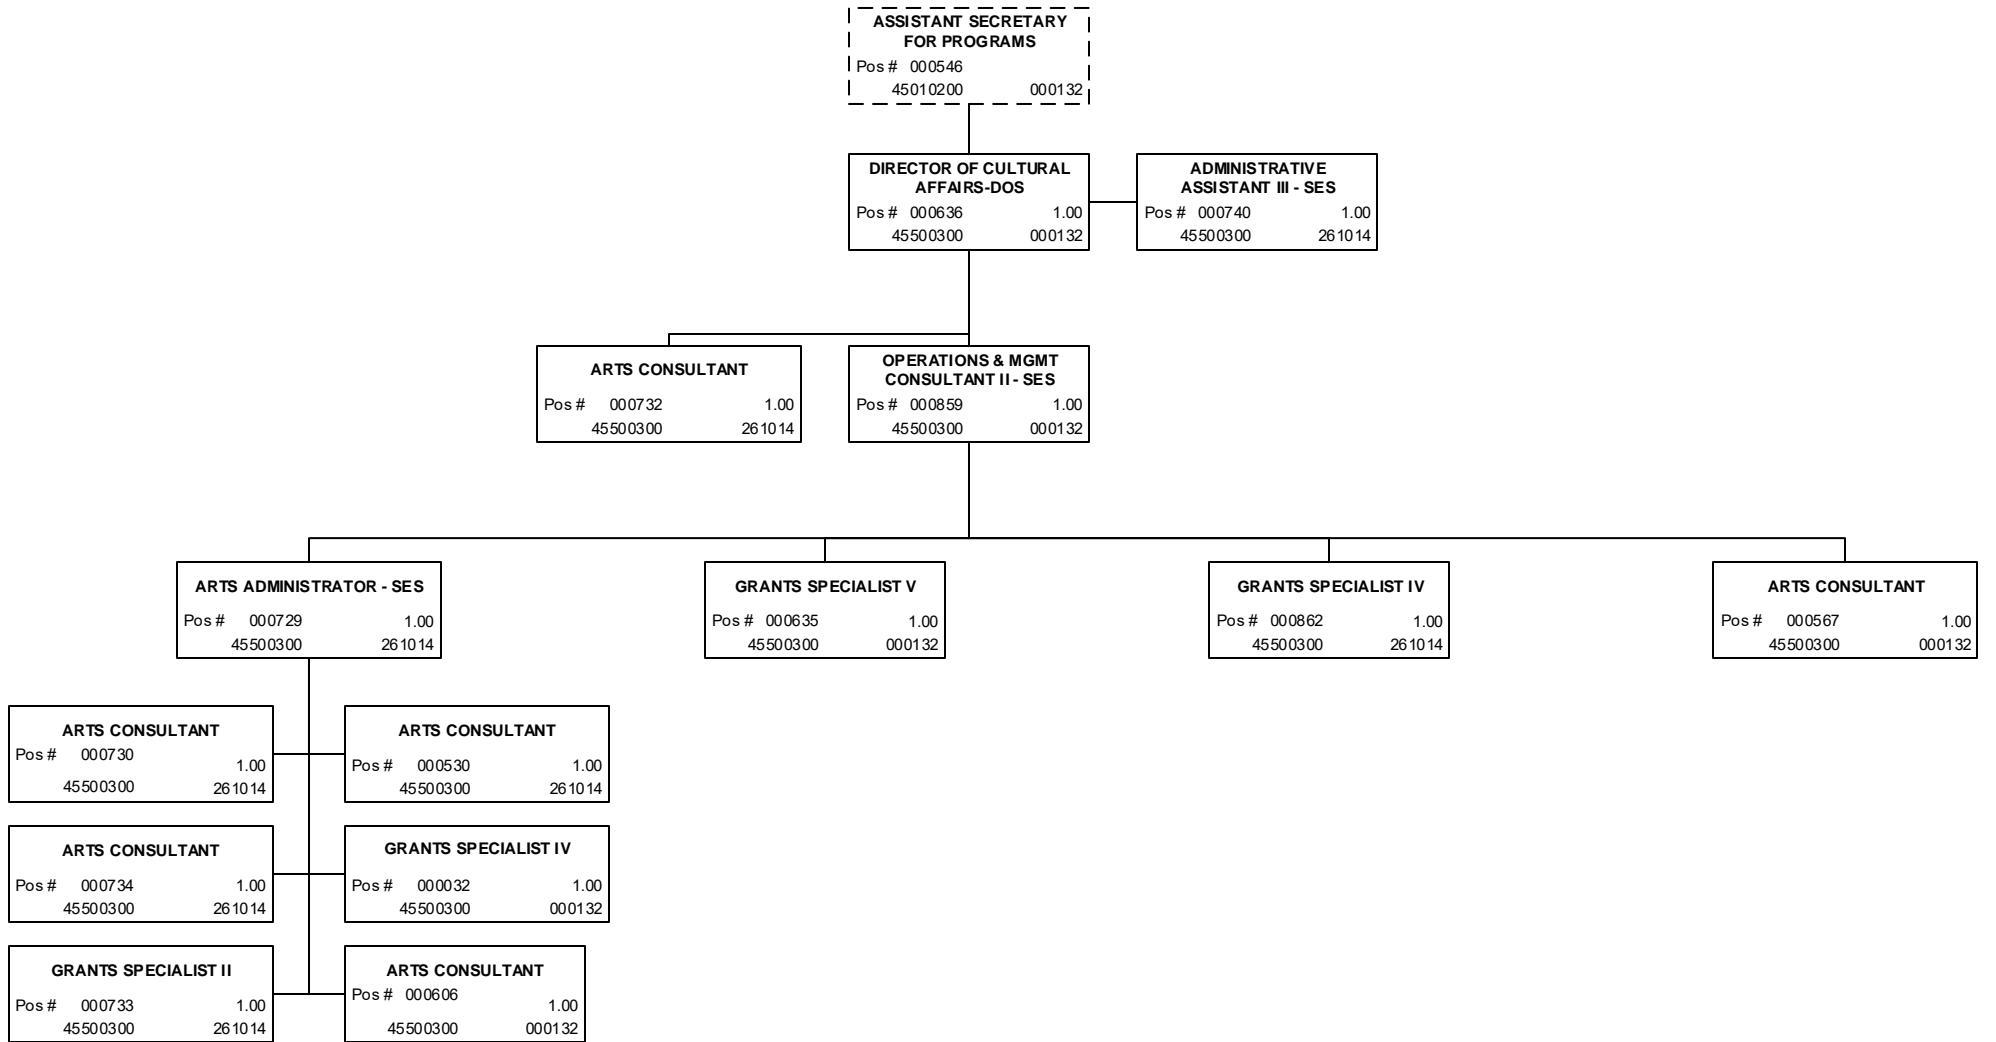 ASSISTANT SECRETARY
FOR PROGRAMS
Pos # 000546
45010200 000132
DIRECTOR OF CULTURAL
AFFAIRS-DOS
Pos # 000636 1.00
45500300 000132
ADMINISTRATIVE
ASSISTANT III - SES
Pos # 000740 1.00
45500300 261014
ARTS CONSULTANT
Pos # 000732 1.00
45500300 261014
OPERATIONS & MGMT
CONSULTANT II - SES
Pos # 000859 1.00
45500300 000132
ARTS ADMINISTRATOR - SES
Pos # 000729 1.00
45500300 261014
GRANTS SPECIALIST V
Pos # 000635 1.00
45500300 000132
GRANTS SPECIALIST IV
Pos # 000862 1.00
45500300 261014
ARTS CONSULTANT
Pos # 000567 1.00
45500300 000132
ARTS CONSULTANT
Pos # 000730
1.00
45500300 261014
ARTS CONSULTANT
Pos # 000530 1.00
45500300 261014
ARTS CONSULTANT
Pos # 000734 1.00
45500300 261014
GRANTS SPECIALIST IV
Pos # 000032 1.00
45500300 000132
GRANTS SPECIALIST II
Pos # 000733 1.00
45500300 261014
ARTS CONSULTANT
Pos # 000606
1.00
45500300 000132